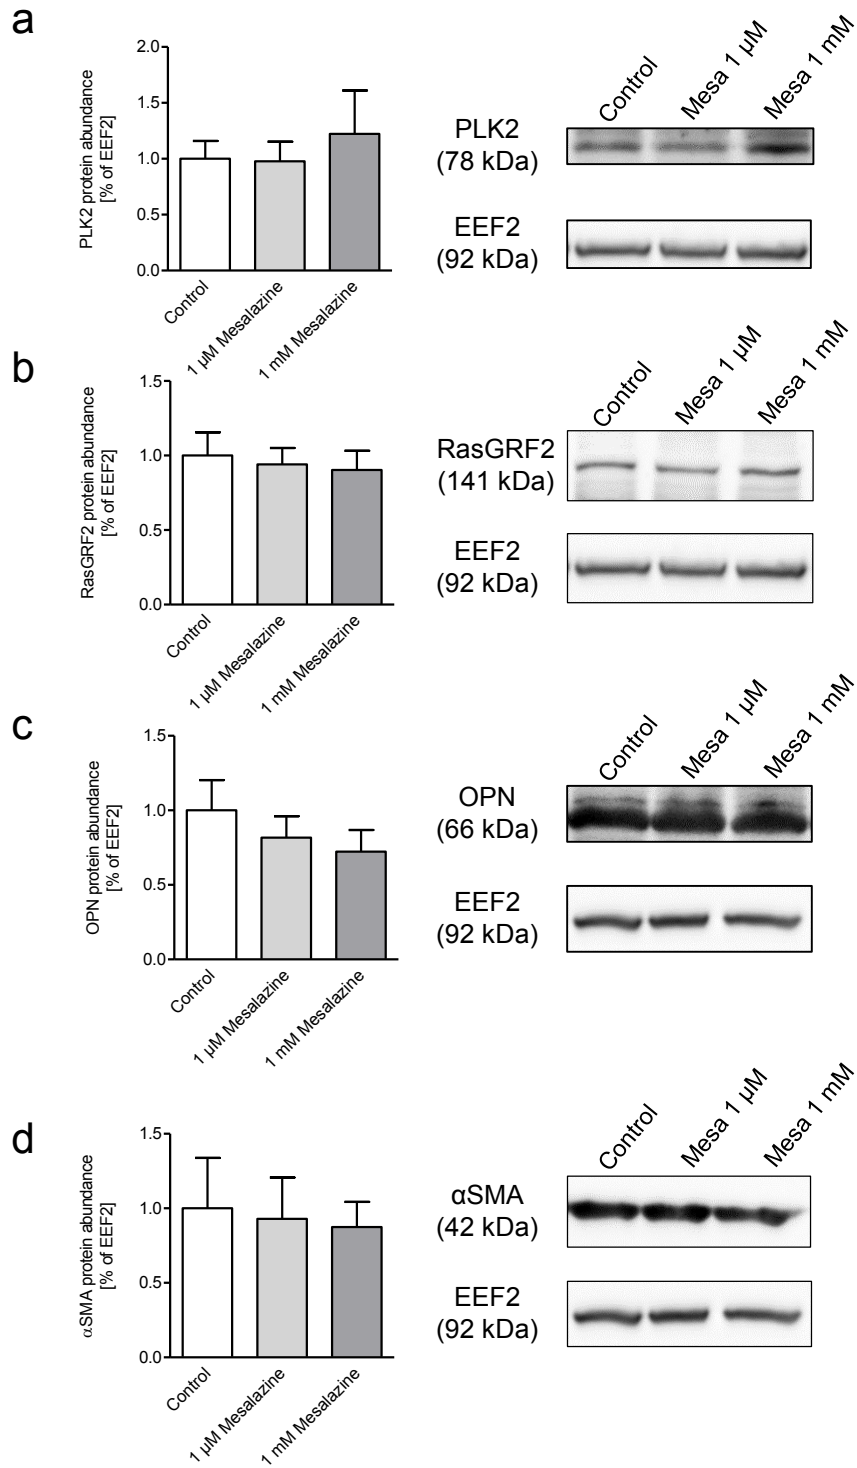 a
PLK2 protein abundance
[% of EEF2]
2.0
1.5
1.0
0.5
0.0
Control
1 µM Mesalazine
1 mM Mesalazine
Control
Mesa 1 µM
Mesa 1 mM
PLK2
(78 kDa)
EEF2
(92 kDa)
b
RasGRF2 protein abundance
[% of EEF2]
1.5
1.0
0.5
0.0
Control
1 µM Mesalazine
1 mM Mesalazine
Control
Mesa 1 µM
Mesa 1 mM
RasGRF2
(141 kDa)
EEF2
(92 kDa)
c
OPN protein abundance
[% of EEF2]
1.5
1.0
0.5
0.0
Control
1 µM Mesalazine
1 mM Mesalazine
Control
Mesa 1 µM
Mesa 1 mM
OPN
(66 kDa)
EEF2
(92 kDa)
d
αSMA protein abundance
[% of EEF2]
1.5
1.0
0.5
0.0
Control
1 µM Mesalazine
1 mM Mesalazine
Control
Mesa 1 µM
Mesa 1 mM
αSMA
(42 kDa)
EEF2
(92 kDa)